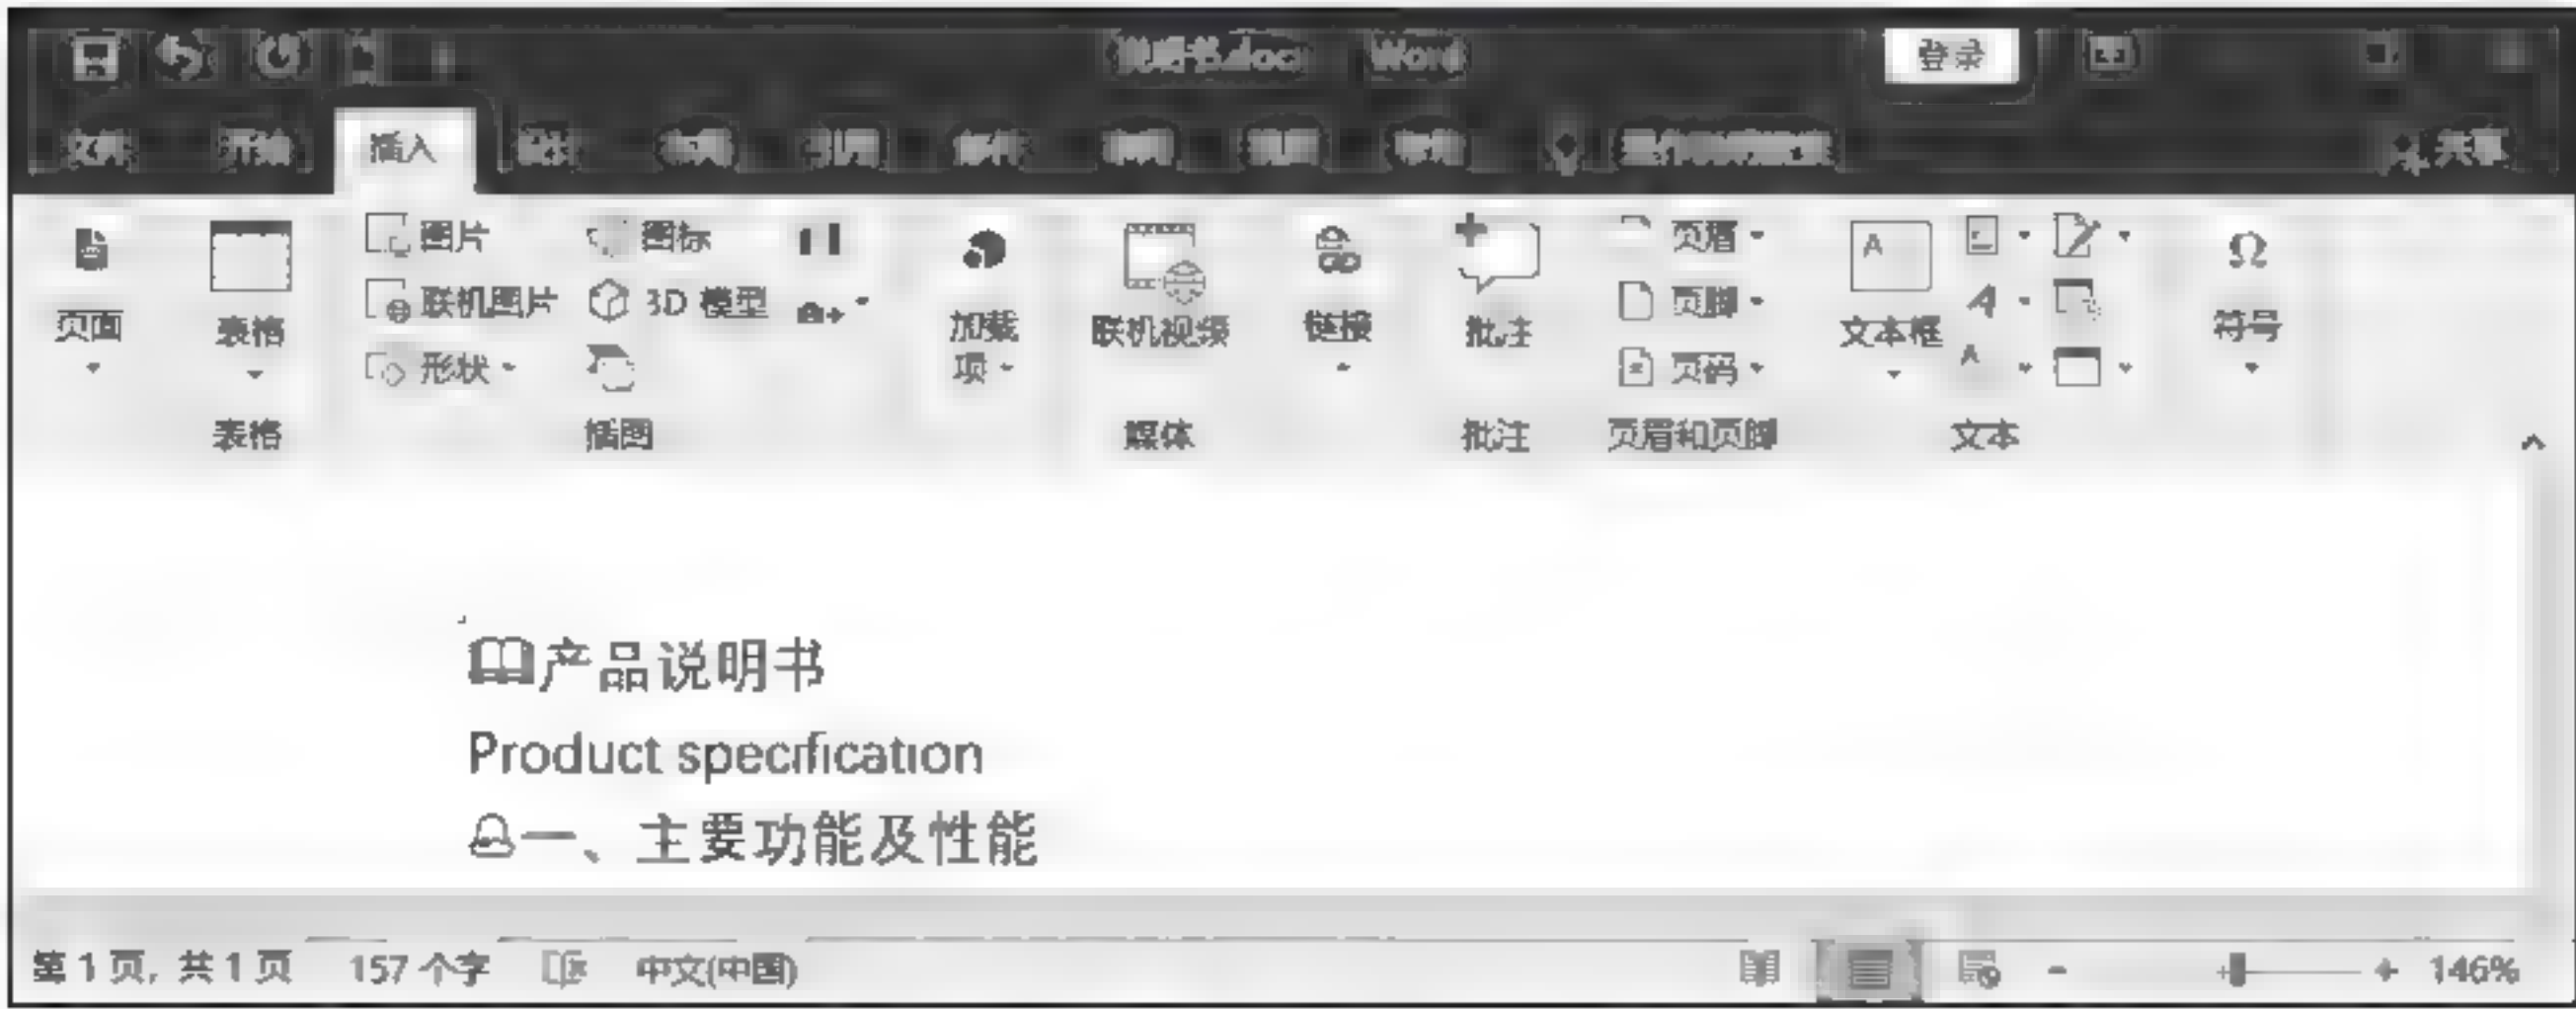 Word 登录
插入 共享
图片 图标 页眉
联机图片 3D 模型 页脚
页面 表格 加载项 联机视频 链接 批注 文本框 符号
形状 页码
表格 插图 媒体 批注 页眉和页脚 文本
产品说明书
Product specification
一、主要功能及性能
第1页, 共1页 157个字 中文(中国) 146%